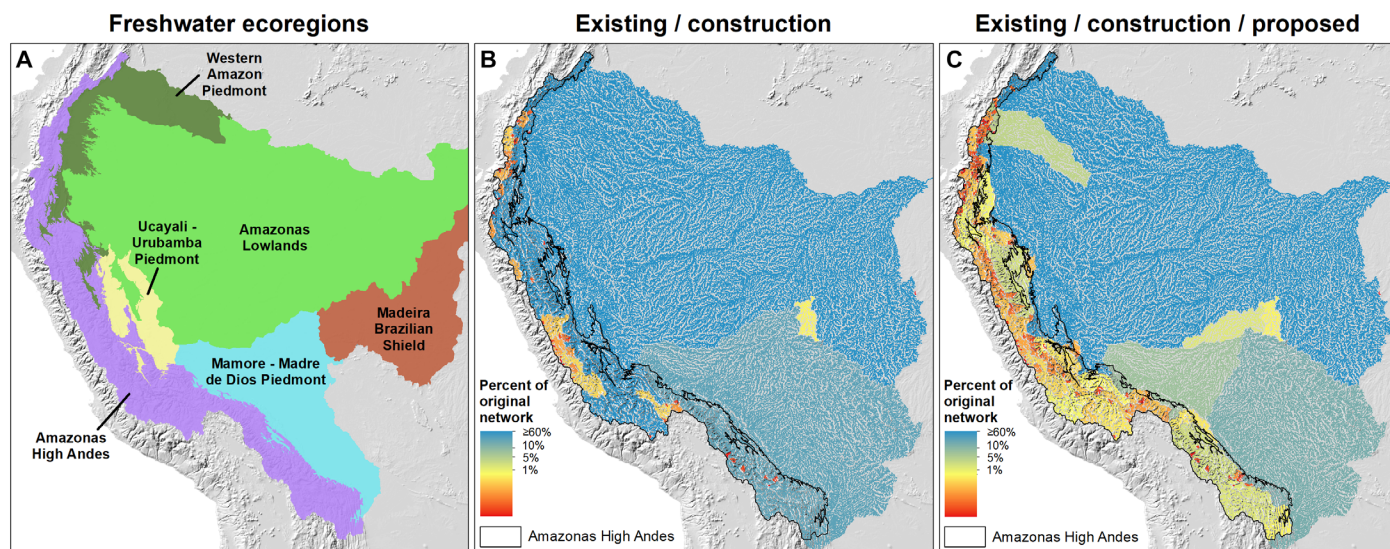 Freshwater ecoregions
Existing / construction
Existing / construction / proposed
A
Western
Amazon
Piedmont
Ucayali -
Urubamba
Piedmont
Amazonas
Lowlands
Madeira
Brazilian
Shield
Mamore - Madre
de Dios Piedmont
Amazonas
High Andes
B
Percent of
original
network
≥60%
10%
5%
1%
Amazonas High Andes
C
Percent of
original
network
≥60%
10%
5%
1%
Amazonas High Andes